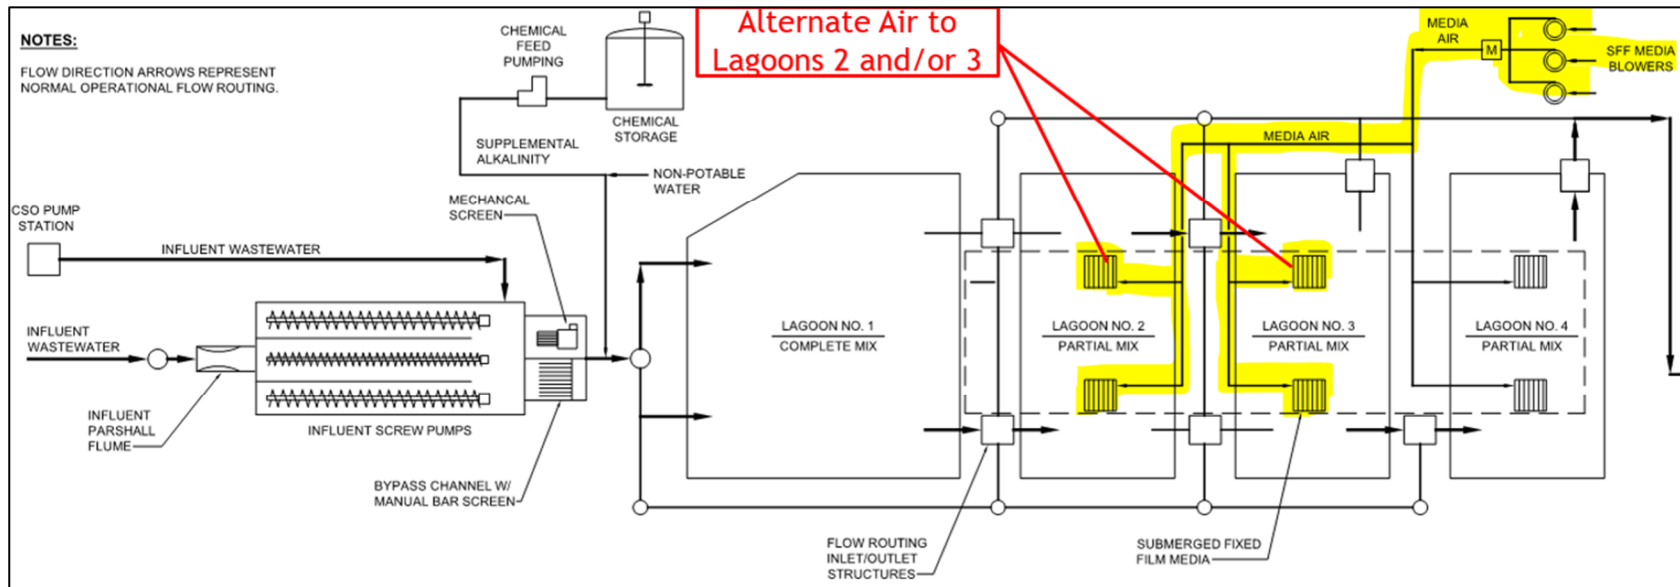 NOTES:
FLOW DIRECTION ARROWS REPRESENT
NORMAL OPERATIONAL FLOW ROUTING.
CHEMICAL
FEED
PUMPING
CHEMICAL
STORAGE
Alternate Air to
Lagoons 2 and/or 3
MEDIA
AIR
M
SFF MEDIA
BLOWERS
MEDIA AIR
SUPPLEMENTAL
ALKALINITY
NON-POTABLE
WATER
MECHANCAL
SCREEN
CSO PUMP
STATION
INFLUENT WASTEWATER
INFLUENT
WASTEWATER
INFLUENT
PARSHALL
FLUME
INFLUENT SCREW PUMPS
BYPASS CHANNEL W/
MANUAL BAR SCREEN
LAGOON NO. 1
COMPLETE MIX
LAGOON NO. 2
PARTIAL MIX
LAGOON NO. 3
PARTIAL MIX
LAGOON NO. 4
PARTIAL MIX
FLOW ROUTING
INLET/OUTLET
STRUCTURES
SUBMERGED FIXED
FILM MEDIA